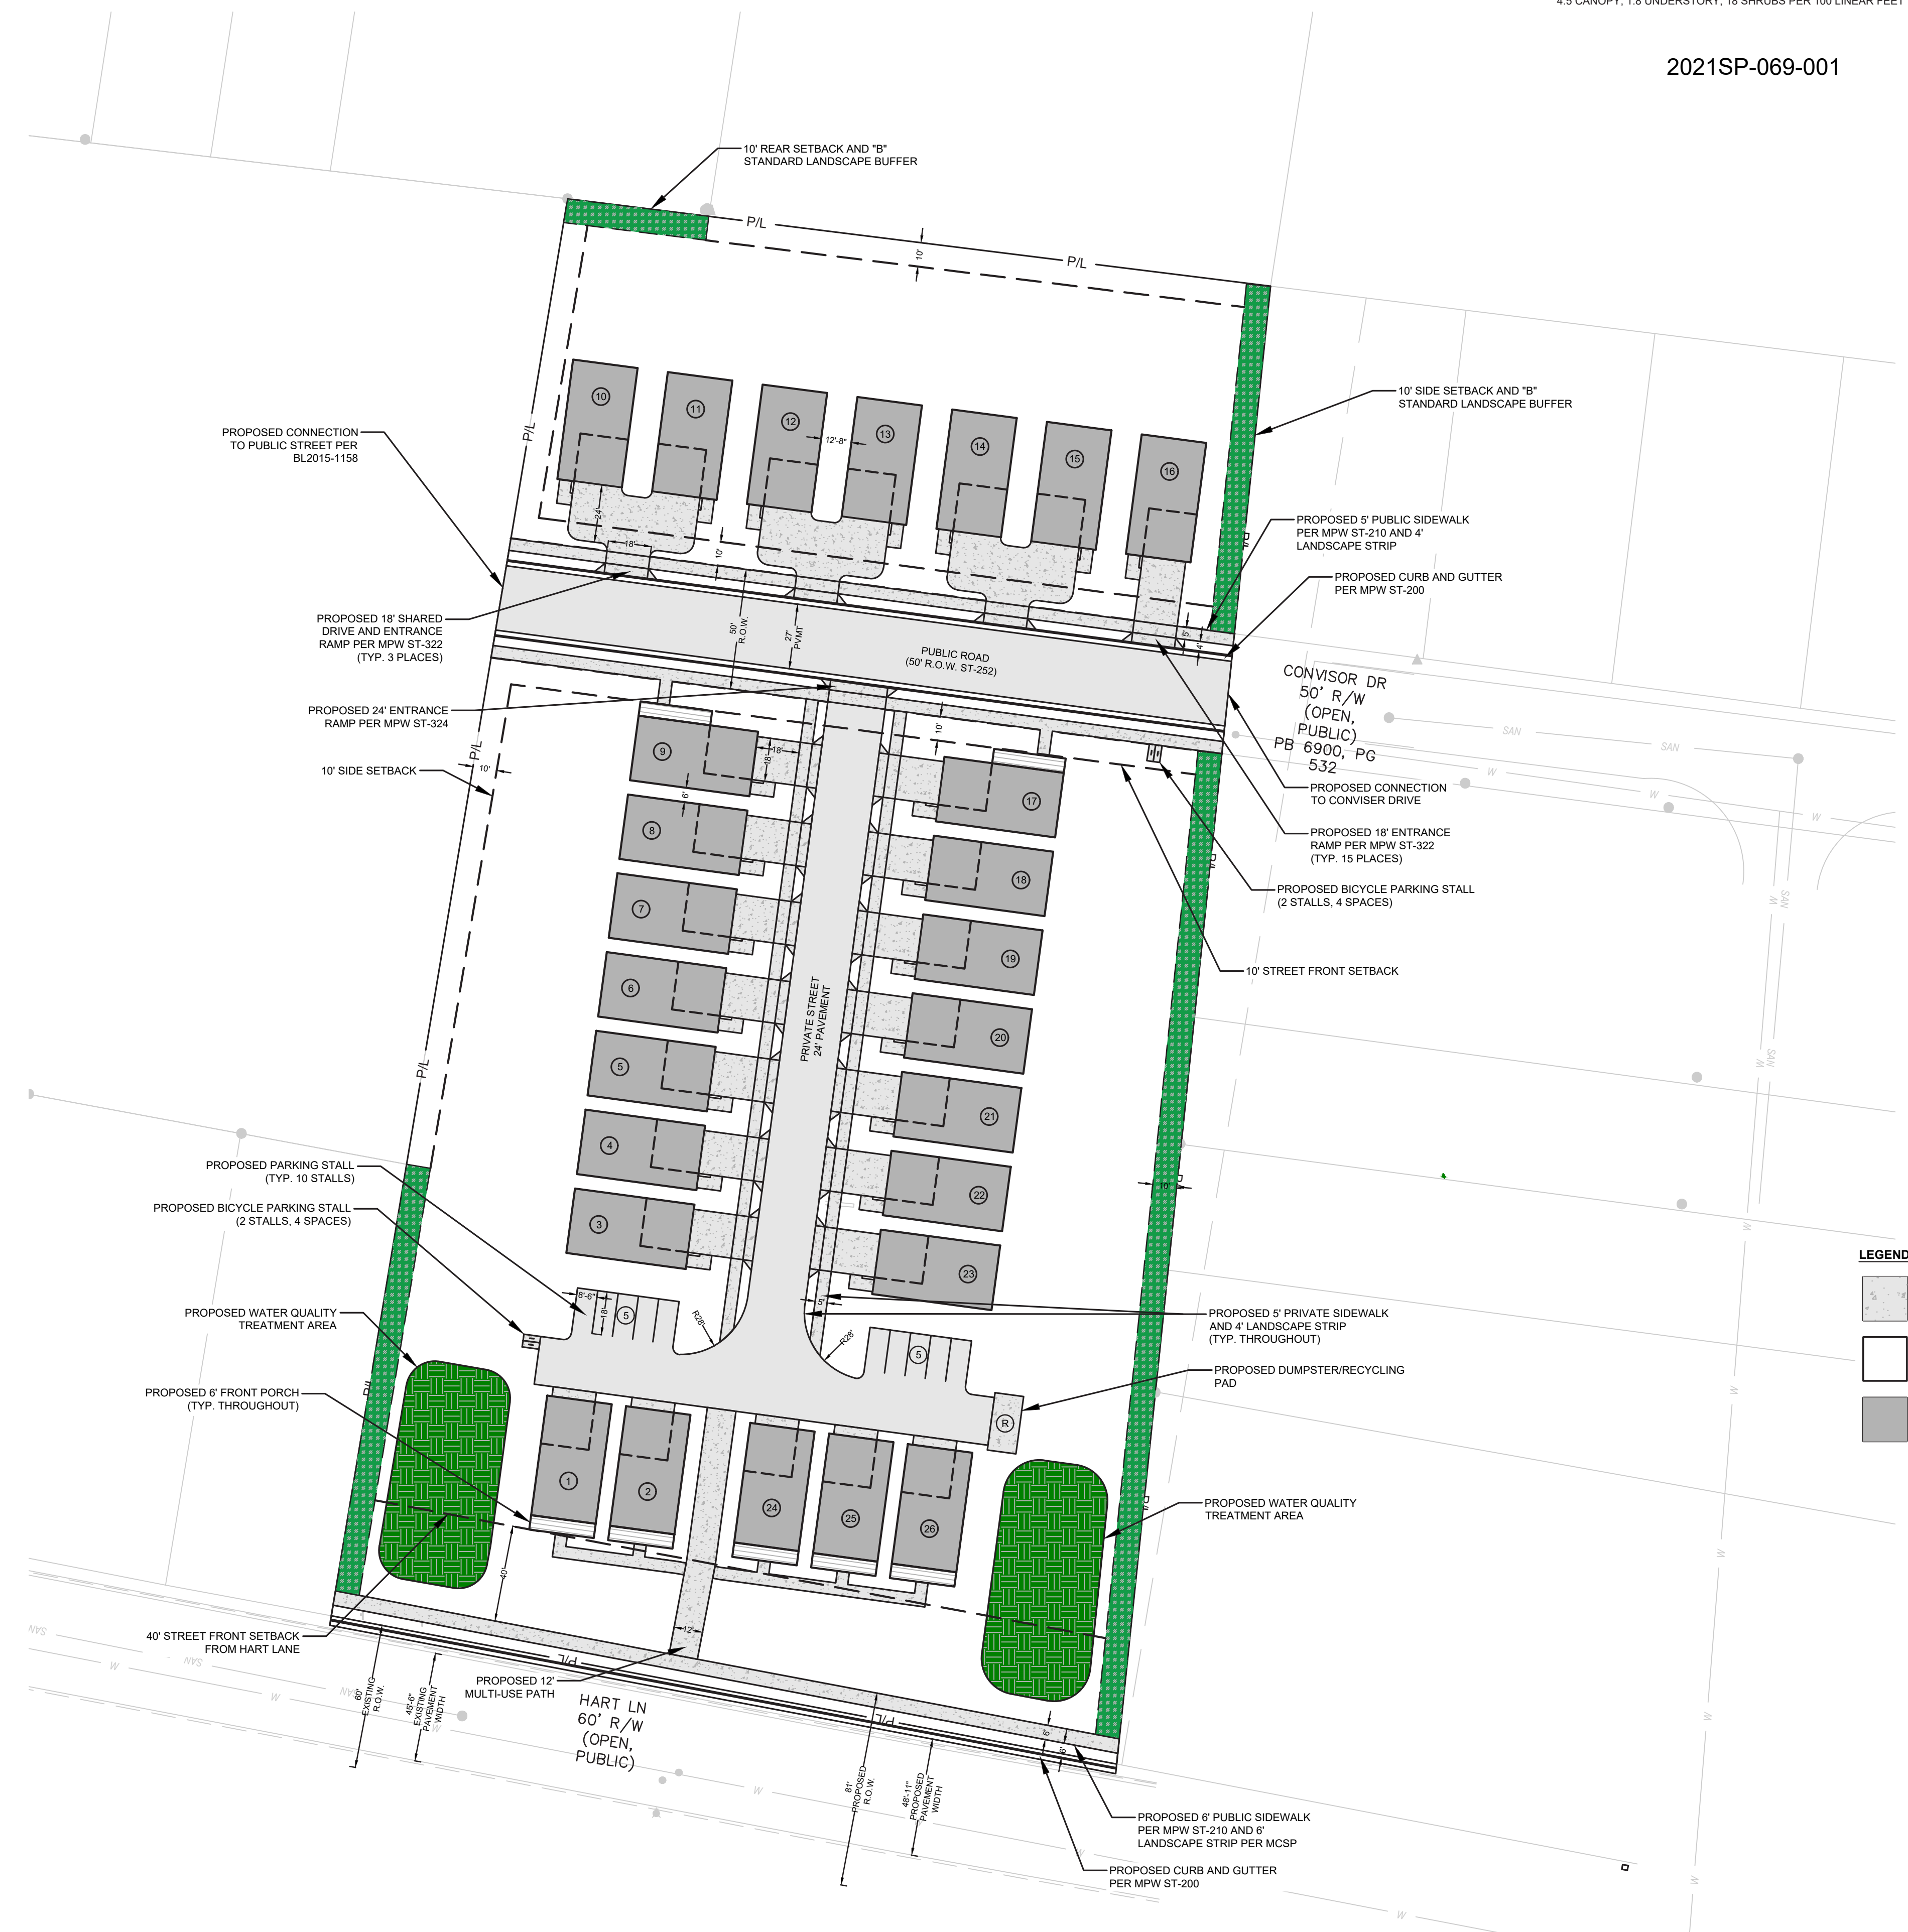 4.5 CANOPY, 1.8 UNDERSTORY, 18 SHRUBS PER 100 LINEAR FEET
2021SP-069-001
10' REAR SETBACK AND "B"
STANDARD LANDSCAPE BUFFER
P/L
P/L
10'
10' SIDE SETBACK AND "B"
STANDARD LANDSCAPE BUFFER
10
11
12
13
12'-8"
14
15
16
P/L
PROPOSED CONNECTION
TO PUBLIC STREET PER
BL2015-1158
24'
18'
10'
PROPOSED 5' PUBLIC SIDEWALK
PER MPW ST-210 AND 4'
LANDSCAPE STRIP
P/L
PROPOSED CURB AND GUTTER
PER MPW ST-200
PROPOSED 18' SHARED
DRIVE AND ENTRANCE
RAMP PER MPW ST-322
(TYP. 3 PLACES)
50'
R.O.W.
27'
PVMT
5'
4'
PUBLIC ROAD
(50' R.O.W. ST-252)
CONVISOR DR
50' R/W
(OPEN,
PUBLIC)
PB 6900, PG
532
SAN
SAN
W
W
W
PROPOSED 24' ENTRANCE
RAMP PER MPW ST-324
P/L
10'
10' SIDE SETBACK
9
18'
18'
6'
10'
17
PROPOSED CONNECTION
TO CONVISER DRIVE
PROPOSED 18' ENTRANCE
RAMP PER MPW ST-322
(TYP. 15 PLACES)
PROPOSED BICYCLE PARKING STALL
(2 STALLS, 4 SPACES)
10' STREET FRONT SETBACK
8
18
P/L
7
19
W
SAN
6
20
PRIVATE STREET
24' PAVEMENT
5
21
P/L
W
SAN
4
22
10'
P/L
3
23
W
PROPOSED PARKING STALL
(TYP. 10 STALLS)
PROPOSED BICYCLE PARKING STALL
(2 STALLS, 4 SPACES)
LEGEND
8'-6"
18'
5
R28'
5'
R28'
5
PROPOSED 5' PRIVATE SIDEWALK
AND 4' LANDSCAPE STRIP
(TYP. THROUGHOUT)
PROPOSED WATER QUALITY
TREATMENT AREA
PROPOSED DUMPSTER/RECYCLING
PAD
P/L
PROPOSED 6' FRONT PORCH
(TYP. THROUGHOUT)
R
W
1
2
24
25
26
PROPOSED WATER QUALITY
TREATMENT AREA
P/L
W
40'
40' STREET FRONT SETBACK
FROM HART LANE
12'
PROPOSED 12'
MULTI-USE PATH
P/L
SAN
SAN
SAN
W
W
W
60'
EXISTING
R.O.W.
45'-6"
EXISTING
PAVEMENT
WIDTH
HART LN
60' R/W
(OPEN,
PUBLIC)
P/L
6'
6'
W
81'
PROPOSED
R.O.W.
48'-11"
PROPOSED
PAVEMENT
WIDTH
W
PROPOSED 6' PUBLIC SIDEWALK
PER MPW ST-210 AND 6'
LANDSCAPE STRIP PER MCSP
W
PROPOSED CURB AND GUTTER
PER MPW ST-200
W
W